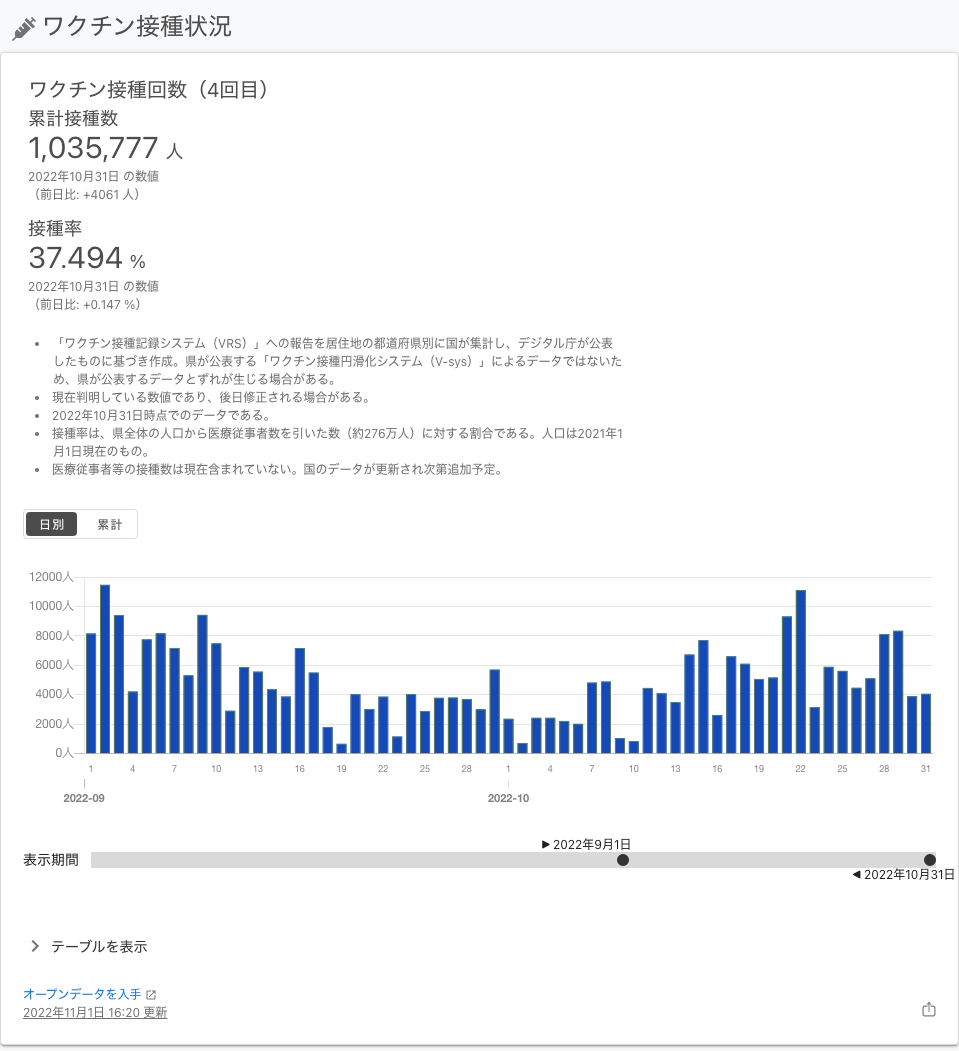 ワクチン接種状況
ワクチン接種回数（4回目）
累計接種数
1,035,777 人
2022年10月31日 の数値
（前日比: +4061 人）
接種率
37.494 %
2022年10月31日 の数値
（前日比: +0.147 %）
• 「ワクチン接種記録システム（VRS）」への報告を居住地の都道府県別に国が集計し、デジタル庁が公表
したものに基づき作成。県が公表する「ワクチン接種円滑化システム（V-sys）」によるデータではないた
め、県が公表するデータとずれが生じる場合がある。
• 現在判明している数値であり、後日修正される場合がある。
• 2022年10月31日時点でのデータである。
• 接種率は、県全体の人口から医療従事者数を引いた数（約276万人）に対する割合である。人口は2021年1
月1日現在のもの。
• 医療従事者等の接種数は現在含まれていない。国のデータが更新され次第追加予定。
日別 累計
12000人
10000人
8000人
6000人
4000人
2000人
0人
1 4 7 10 13 16 19 22 25 28 1 4 7 10 13 16 19 22 25 28 31
2022-09 2022-10
▶ 2022年9月1日
表示期間
◀ 2022年10月31日
テーブルを表示
オープンデータを入手
2022年11月1日 16:20 更新